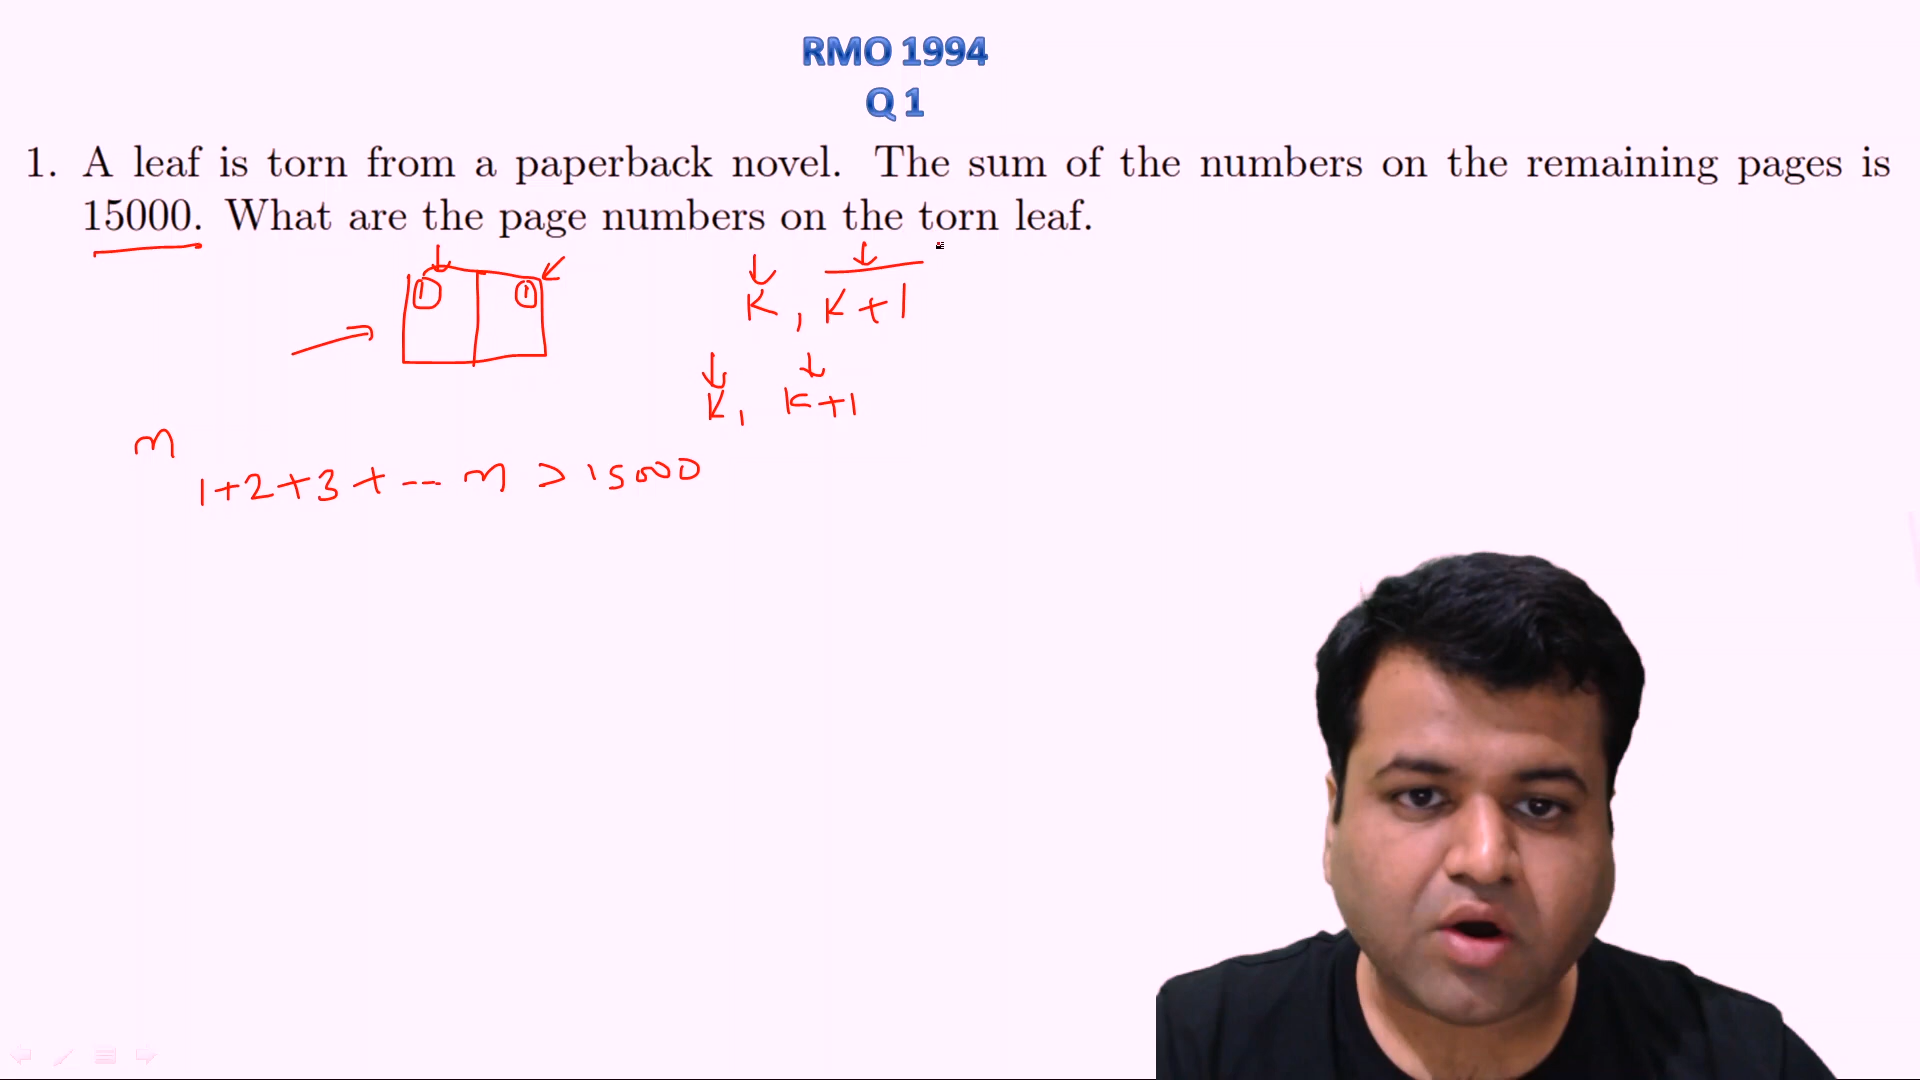 RMO 1994
Q 1
1. A leaf is torn from a paperback novel. The sum of the numbers on the remaining pages is
15000. What are the page numbers on the torn leaf.
1 1
K, K+1
K, K+1
m
1+2+3+--m > 15000